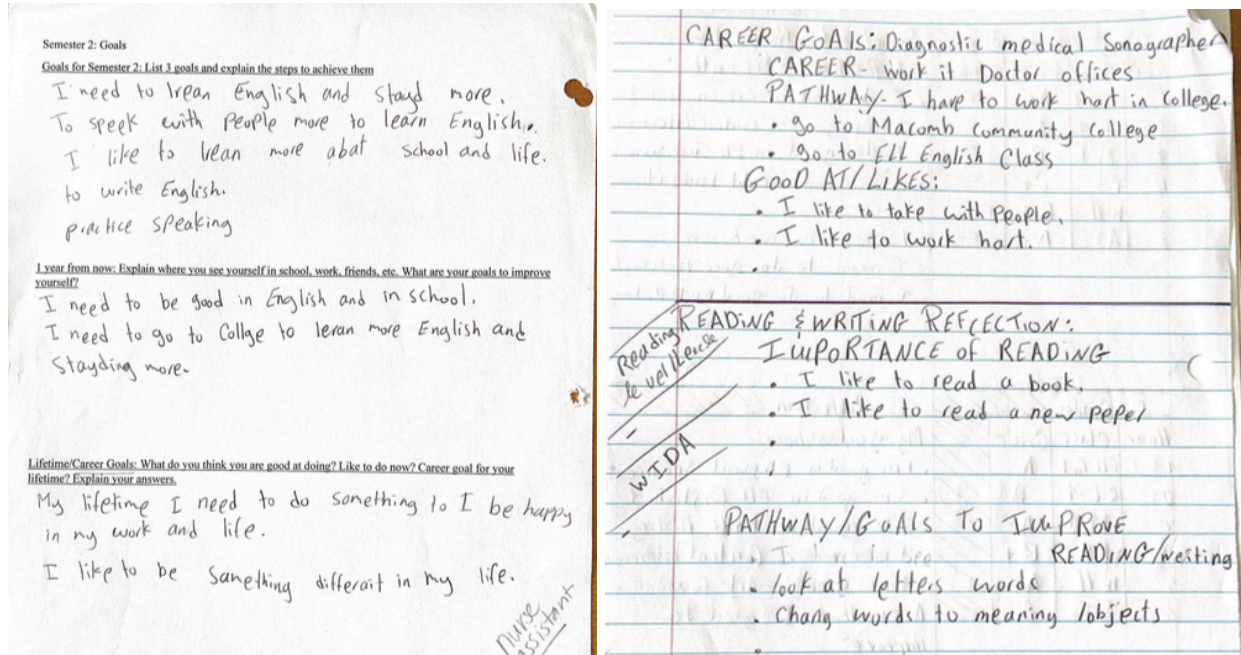 Semester 2: Goals
Goals for Semester 2: List 3 goals and explain the steps to achieve them
I need to lrean English and stayd more.
To speek with people more to learn English.
I like to lrean more abat school and life.
to write English.
practice speaking
1 year from now: Explain where you see yourself in school, work, friends, etc. What are your goals to improve
yourself?
I need to be good in English and in school.
I need to go to Collge to leran more English and
Stayding more.
Lifetime/Career Goals: What do you think you are good at doing? Like to do now? Career goal for your
lifetime? Explain your answers.
My lifetime I need to do something to I be happy
in my work and life.
I like to be samething differait in my life.
nurse
assistant
CAREER GOALS: Diagnostic medical Sonographer
CAREER - work it Doctor offices
PATHWAY - I have to work hart in College.
• go to Macomb Community College
• go to Ell English Class
GOOD AT/LIKES:
• I like to take with people.
• I like to work hart.
•
READING & WRITING REFLECTION:
Reading
level/Lexile
IMPORTANCE of READING
• I like to read a book.
• I like to read a new peper
•
WIDA
PATHWAY/GOALS TO IMPROVE
READING/writing
• look at letters words
• Chang words to meaning /objects
•